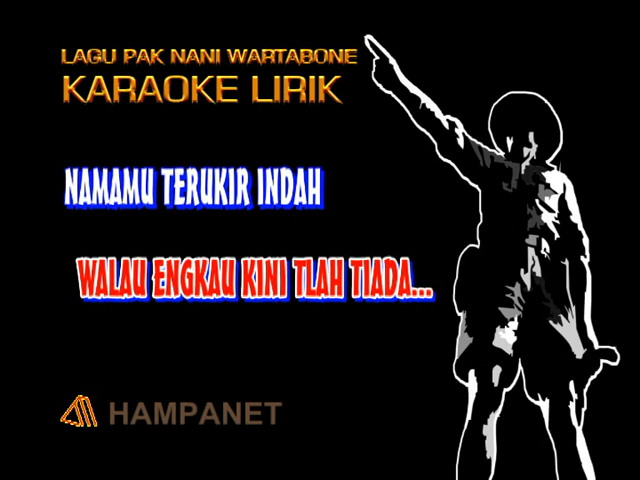 LAGU PAK NANI WARTABONE
KARAOKE LIRIK
NAMAMU TERUKIR INDAH
WALAU ENGKAU KINI TLAH TIADA...
HAMPANET